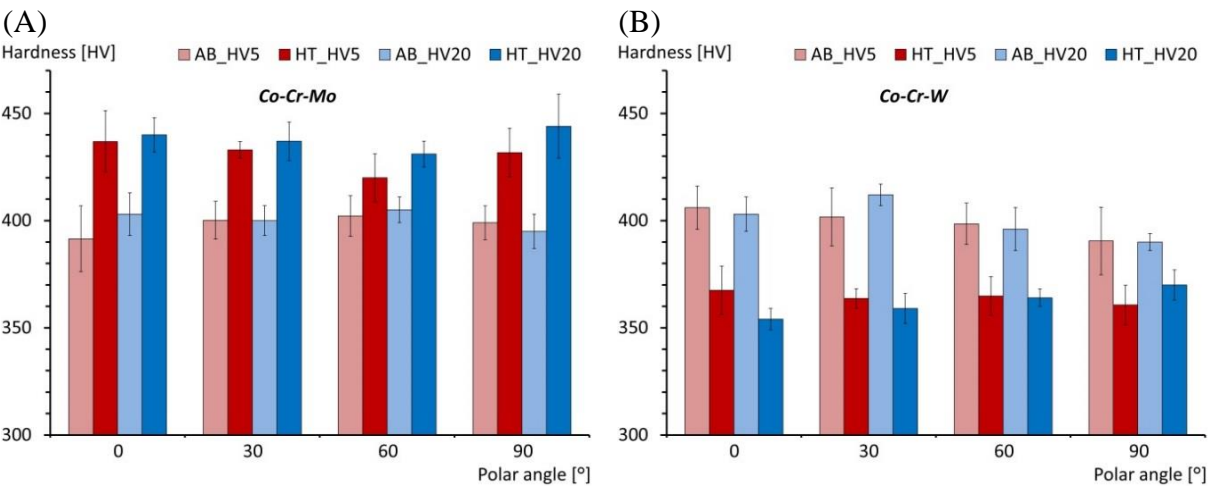 (A)
Hardness [HV]
AB_HV5 HT_HV5 AB_HV20 HT_HV20
Co-Cr-Mo
450
400
350
300
0 30 60 90
Polar angle [º]
(B)
Hardness [HV]
AB_HV5 HT_HV5 AB_HV20 HT_HV20
Co-Cr-W
450
400
350
300
0 30 60 90
Polar angle [º]